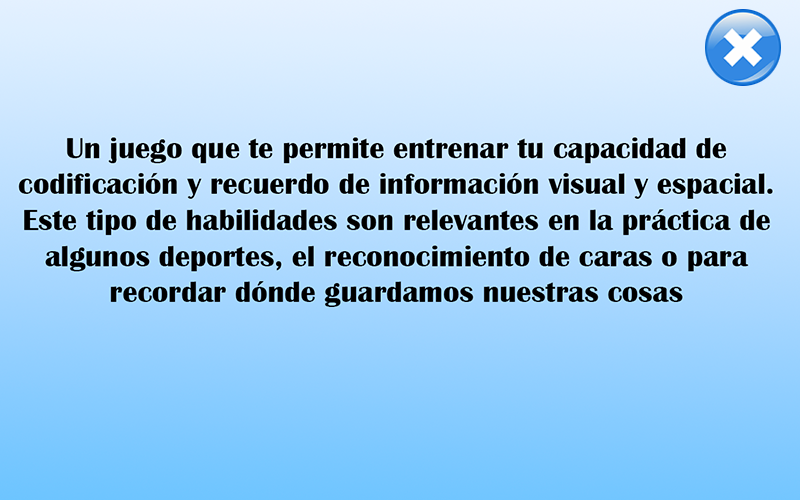 Un juego que te permite entrenar tu capacidad de
codificación y recuerdo de información visual y espacial.
Este tipo de habilidades son relevantes en la práctica de
algunos deportes, el reconocimiento de caras o para
recordar dónde guardamos nuestras cosas